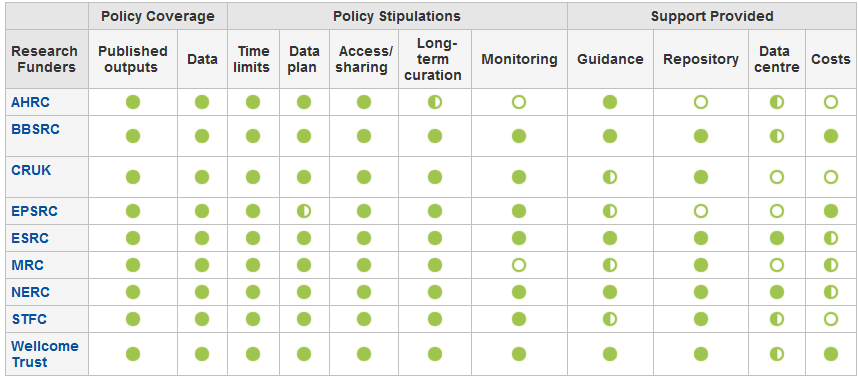 Policy Coverage Policy Stipulations Support Provided
Research Funders Published outputs Data Time limits Data plan Access/ sharing Long-term curation Monitoring Guidance Repository Data centre Costs
AHRC
BBSRC
CRUK
EPSRC
ESRC
MRC
NERC
STFC
Wellcome
Trust